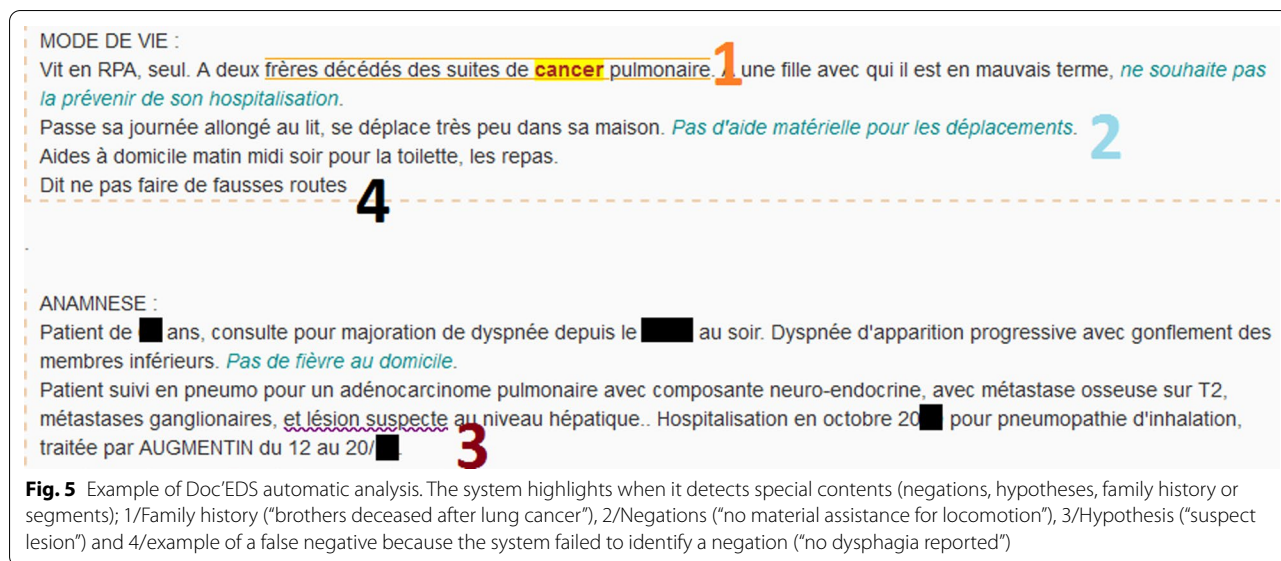 MODE DE VIE :
Vit en RPA, seul. A deux frères décédés des suites de cancer pulmonaire. A une fille avec qui il est en mauvais terme, ne souhaite pas
1
la prévenir de son hospitalisation.
Passe sa journée allongé au lit, se déplace très peu dans sa maison. Pas d'aide matérielle pour les déplacements.
2
Aides à domicile matin midi soir pour la toilette, les repas.
Dit ne pas faire de fausses routes
4
.
ANAMNESE :
Patient de ans, consulte pour majoration de dyspnée depuis le au soir. Dyspnée d'apparition progressive avec gonflement des
membres inférieurs. Pas de fièvre au domicile.
Patient suivi en pneumo pour un adénocarcinome pulmonaire avec composante neuro-endocrine, avec métastase osseuse sur T2,
métastases ganglionaires, et lésion suspecte au niveau hépatique.. Hospitalisation en octobre 20 pour pneumopathie d'inhalation,
traitée par AUGMENTIN du 12 au 20/ .
3
Fig. 5 Example of Doc'EDS automatic analysis. The system highlights when it detects special contents (negations, hypotheses, family history or
segments); 1/Family history (“brothers deceased after lung cancer”), 2/Negations (“no material assistance for locomotion”), 3/Hypothesis (“suspect
lesion”) and 4/example of a false negative because the system failed to identify a negation (“no dysphagia reported”)